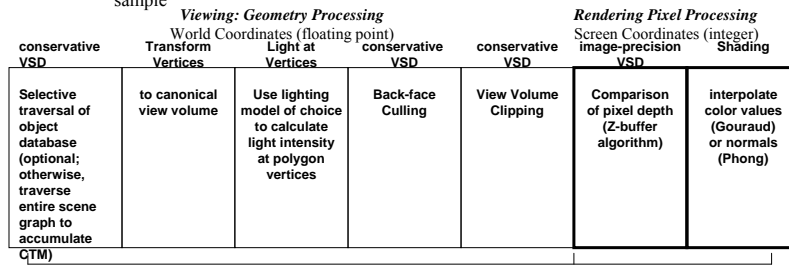 sample
Viewing: Geometry Processing
World Coordinates (floating point)
Rendering Pixel Processing
Screen Coordinates (integer)
conservative
VSD
Selective
traversal of
object
database
(optional;
otherwise,
traverse
entire scene
graph to
accumulate
CTM)
Transform
Vertices
to canonical
view volume
Light at
Vertices
Use lighting
model of choice
to calculate
light intensity
at polygon
vertices
conservative
VSD
Back-face
Culling
conservative
VSD
View Volume
Clipping
image-precision
VSD
Comparison
of pixel depth
(Z-buffer
algorithm)
Shading
interpolate
color values
(Gouraud)
or normals
(Phong)